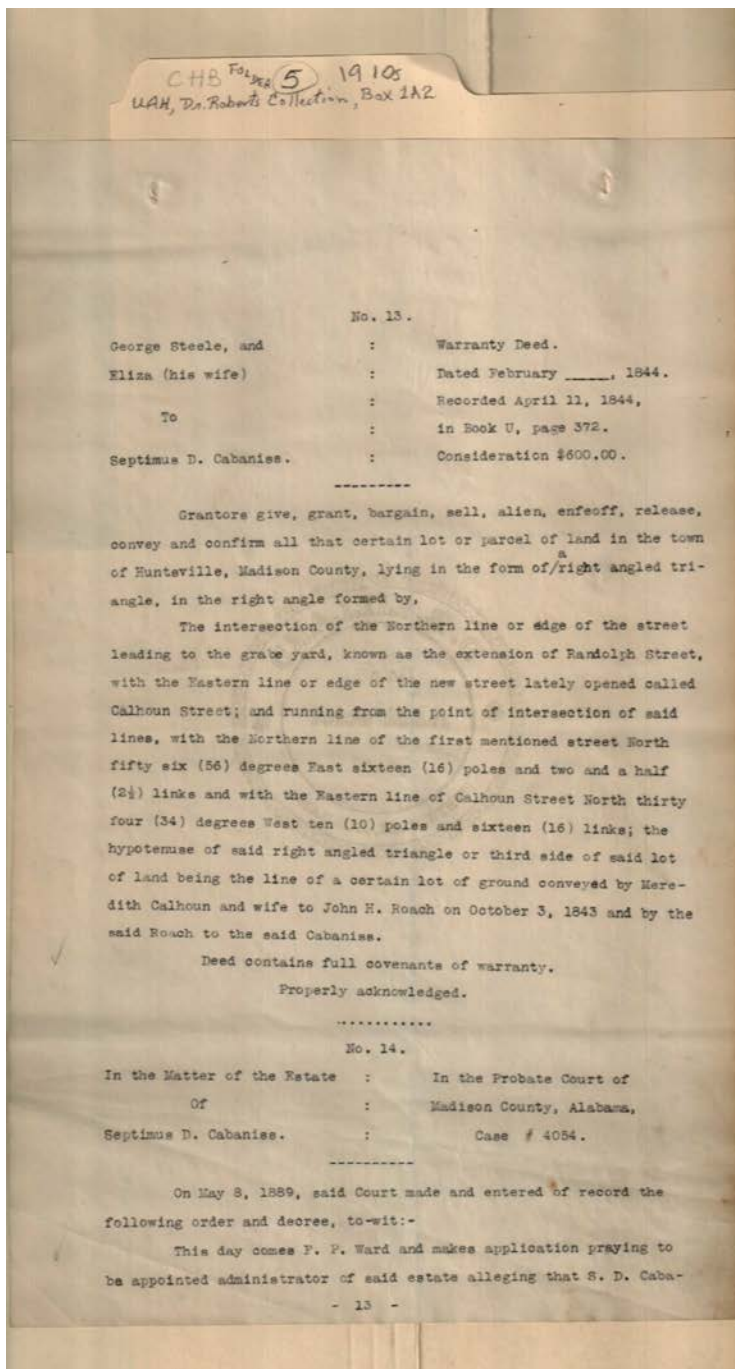 CHB FOLDER 5 1910s
UAH, Dr. Roberts Collection, Box 1A2
No. 13.
George Steele, and : Warranty Deed.
Eliza (his wife) : Dated February _____, 1844.
: Recorded April 11, 1844,
To
: in Book U, page 372.
Septimus D. Cabaniss. : Consideration $600.00.
---------
Grantors give, grant, bargain, sell, alien, enfeoff, release,
convey and confirm all that certain lot or parcel of land in the town
of Huntsville, Madison County, lying in the form of/a right angled tri-
angle, in the right angle formed by,
The intersection of the Northern line or edge of the street
leading to the grabe yard, known as the extension of Randolph Street,
with the Eastern line or edge of the new street lately opened called
Calhoun Street; and running from the point of intersection of said
lines, with the Northern line of the first mentioned street North
fifty six (56) degrees East sixteen (16) poles and two and a half
(2½) links and with the Eastern line of Calhoun Street North thirty
four (34) degrees West ten (10) poles and sixteen (16) links; the
hypotenuse of said right angled triangle or third side of said lot
of land being the line of a certain lot of ground conveyed by Mere-
dith Calhoun and wife to John H. Roach on October 3, 1843 and by the
said Roach to the said Cabaniss.
Deed contains full covenants of warranty.
Properly acknowledged.
...........
No. 14.
In the Matter of the Estate : In the Probate Court of
Of : Madison County, Alabama,
Septimus D. Cabaniss. : Case # 4054.
----------
On May 8, 1889, said Court made and entered of record the
following order and decree, to-wit:-
This day comes P. P. Ward and makes application praying to
be appointed administrator of said estate alleging that S. D. Caba-
- 13 -